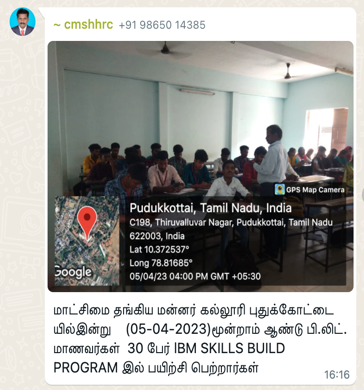 ~ cmshhrc +91 98650 14385
GPS Map Camera
Pudukkottai, Tamil Nadu, India
C198, Thiruvalluvar Nagar, Pudukkottai, Tamil Nadu
622003, India
Lat 10.372537°
Long 78.81685°
05/04/23 04:00 PM GMT +05:30
Google
மாட்சிமை தங்கிய மன்னர் கல்லூரி புதுக்கோட்டை
யில்இன்று (05-04-2023)மூன்றாம் ஆண்டு பி.லிட்.
மாணவர்கள் 30 பேர் IBM SKILLS BUILD
PROGRAM இல் பயிற்சி பெற்றார்கள்
16:16